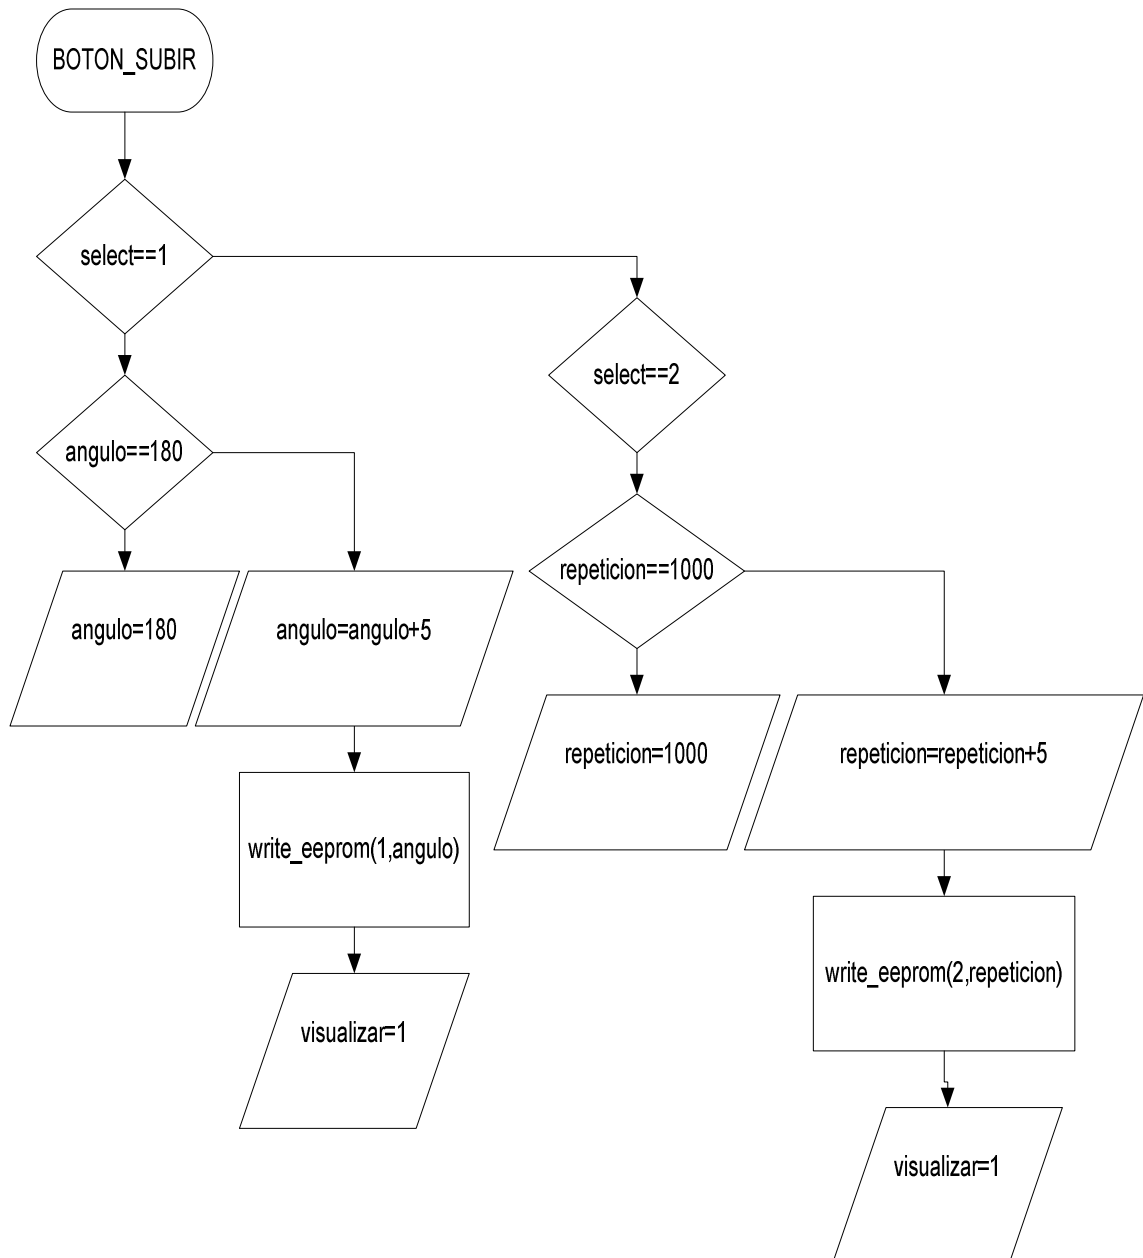 BOTON_SUBIR
select==1
select==2
angulo==180
repeticion==1000
angulo=180
angulo=angulo+5
repeticion=1000
repeticion=repeticion+5
write_eeprom(1,angulo)
write_eeprom(2,repeticion)
visualizar=1
visualizar=1